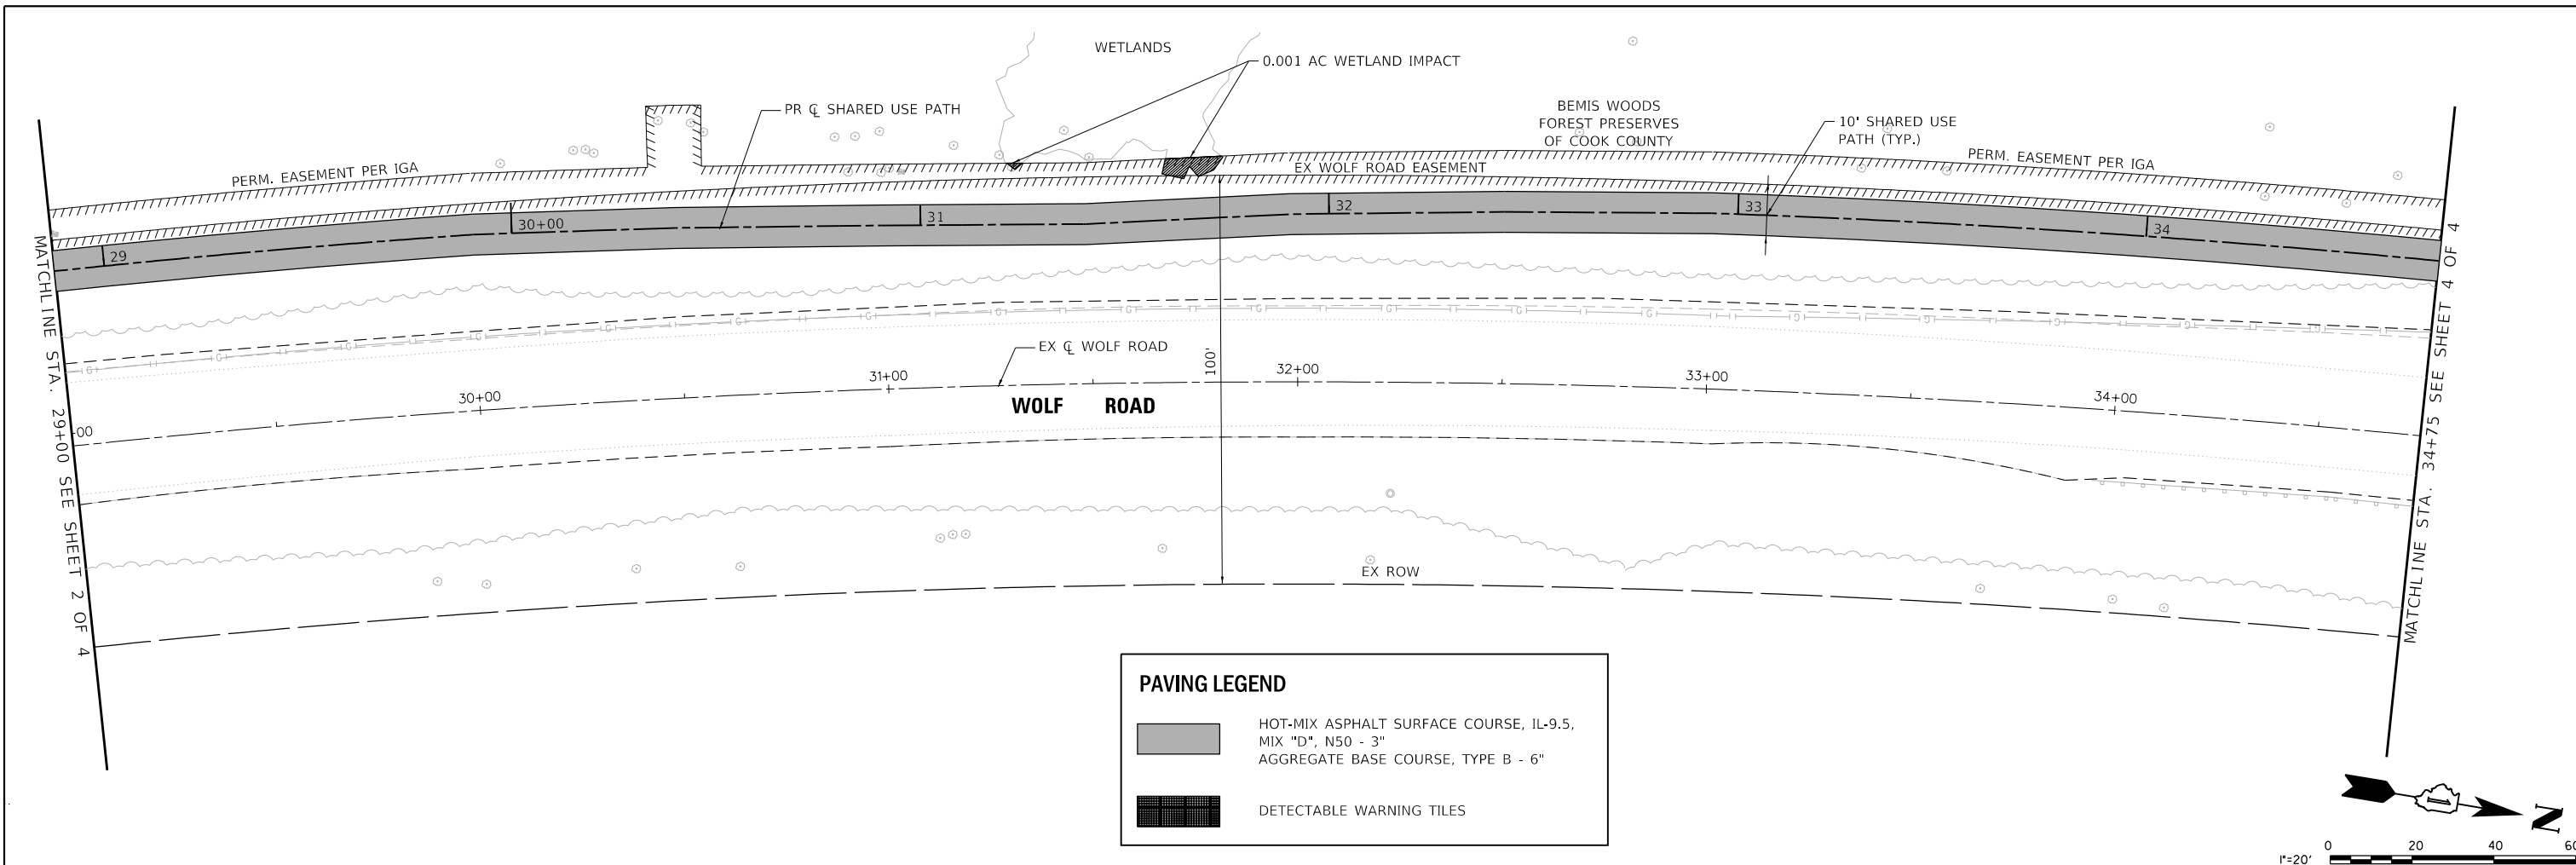 WETLANDS
0.001 AC WETLAND IMPACT
PR ℄ SHARED USE PATH
BEMIS WOODS
FOREST PRESERVES
OF COOK COUNTY
10' SHARED USE
PATH (TYP.)
PERM. EASEMENT PER IGA
PERM. EASEMENT PER IGA
EX WOLF ROAD EASEMENT
29
30+00
31
32
33
34
MATCHLINE STA. 29+00 SEE SHEET 2 OF 4
MATCHLINE STA. 34+75 SEE SHEET 4 OF 4
G G G G G G G G G G G G G G G G G G
EX ℄ WOLF ROAD
100'
00
30+00
31+00
32+00
33+00
34+00
WOLF ROAD
EX ROW
PAVING LEGEND
HOT-MIX ASPHALT SURFACE COURSE, IL-9.5,
MIX "D", N50 - 3"
AGGREGATE BASE COURSE, TYPE B - 6"
DETECTABLE WARNING TILES
N
0 20 40 60
1"=20'